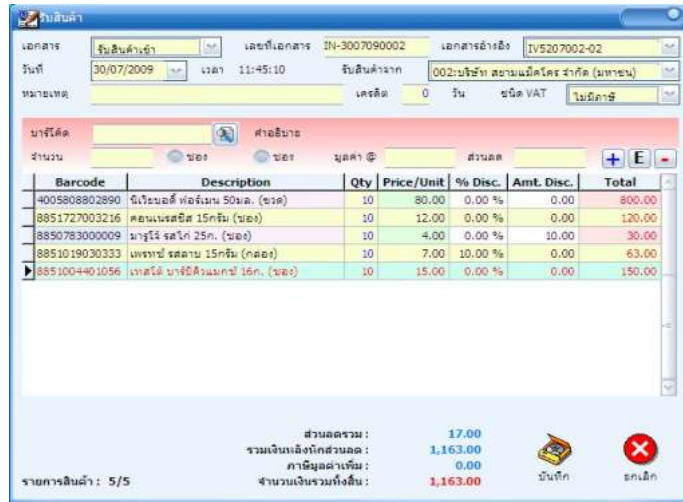 รับสินค้า
เอกสาร รับสินค้าเข้า เลขที่เอกสาร IN-3007090002 เอกสารอ้างอิง IV5207002-02
วันที่ 30/07/2009 เวลา 11:45:10 รับสินค้าจาก 002:บริษัท สยามแม็คโคร จำกัด (มหาชน)
หมายเหตุ เครดิต 0 วัน ชนิด VAT ไม่มีภาษี
บาร์โค้ด คำอธิบาย
จำนวน ซอง ซอง มูลค่า @ ส่วนลด + E -
Barcode Description Qty Price/Unit % Disc. Amt. Disc. Total
4005808802890 นีเวียบอดี้ ฟอร์เมน 50มล. (ขวด) 10 80.00 0.00 % 0.00 800.00
8851727003216 คอนเนรสชีส 15กรัม (ซอง) 10 12.00 0.00 % 0.00 120.00
8850783000009 มารูโจ้ รสไก่ 25ก. (ซอง) 10 4.00 0.00 % 10.00 30.00
8851019030333 เพรทซ์ รสลาบ 15กรัม (กล่อง) 10 7.00 10.00 % 0.00 63.00
8851004401056 เทสโต้ บาร์บีคิวแมกซ์ 16ก. (ซอง) 10 15.00 0.00 % 0.00 150.00
ส่วนลดรวม : 17.00
รวมเงินหลังหักส่วนลด : 1,163.00
ภาษีมูลค่าเพิ่ม : 0.00
รายการสินค้า : 5/5 จำนวนเงินรวมทั้งสิ้น : 1,163.00 บันทึก ยกเลิก